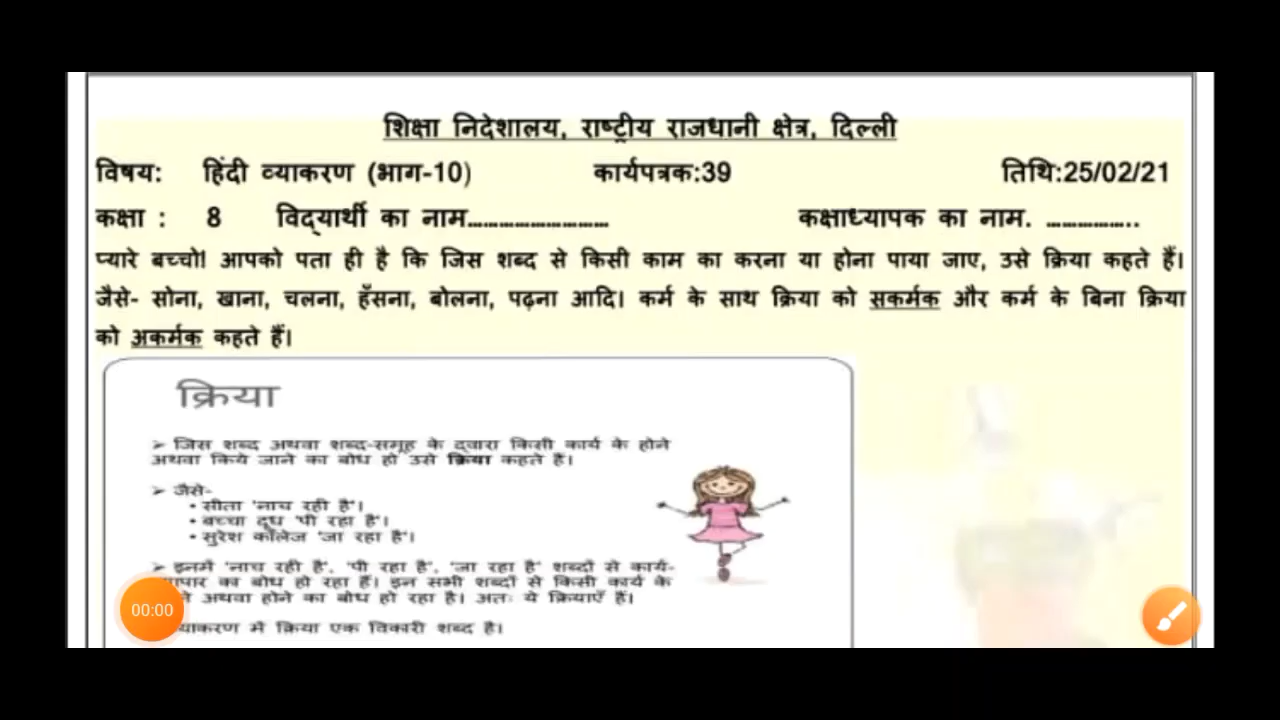 शिक्षा निदेशालय, राष्ट्रीय राजधानी क्षेत्र, दिल्ली
विषय: हिंदी व्याकरण (भाग-10) कार्यपत्रक:39 तिथि:25/02/21
कक्षा : 8 विद्यार्थी का नाम............................ कक्षाध्यापक का नाम. .................
प्यारे बच्चो! आपको पता ही है कि जिस शब्द से किसी काम का करना या होना पाया जाए, उसे क्रिया कहते हैं।
जैसे- सोना, खाना, चलना, हँसना, बोलना, पढ़ना आदि। कर्म के साथ क्रिया को सकर्मक और कर्म के बिना क्रिया
को अकर्मक कहते हैं।
क्रिया
➢ जिस शब्द अथवा शब्द-समूह के द्वारा किसी कार्य के होने
अथवा किये जाने का बोध हो उसे क्रिया कहते हैं।
➢ जैसे-
• सीता 'नाच रही है'।
• बच्चा दूध 'पी रहा है'।
• सुरेश कॉलेज 'जा रहा है'।
➢ इनमें 'नाच रही है', 'पी रहा है', 'जा रहा है' शब्दों से कार्य-
का बोध हो रहा हैं। इन सभी शब्दों से किसी कार्य के
अथवा होने का बोध हो रहा है। अतः ये क्रियाएँ हैं।
में क्रिया एक विकारी शब्द है।
00:00